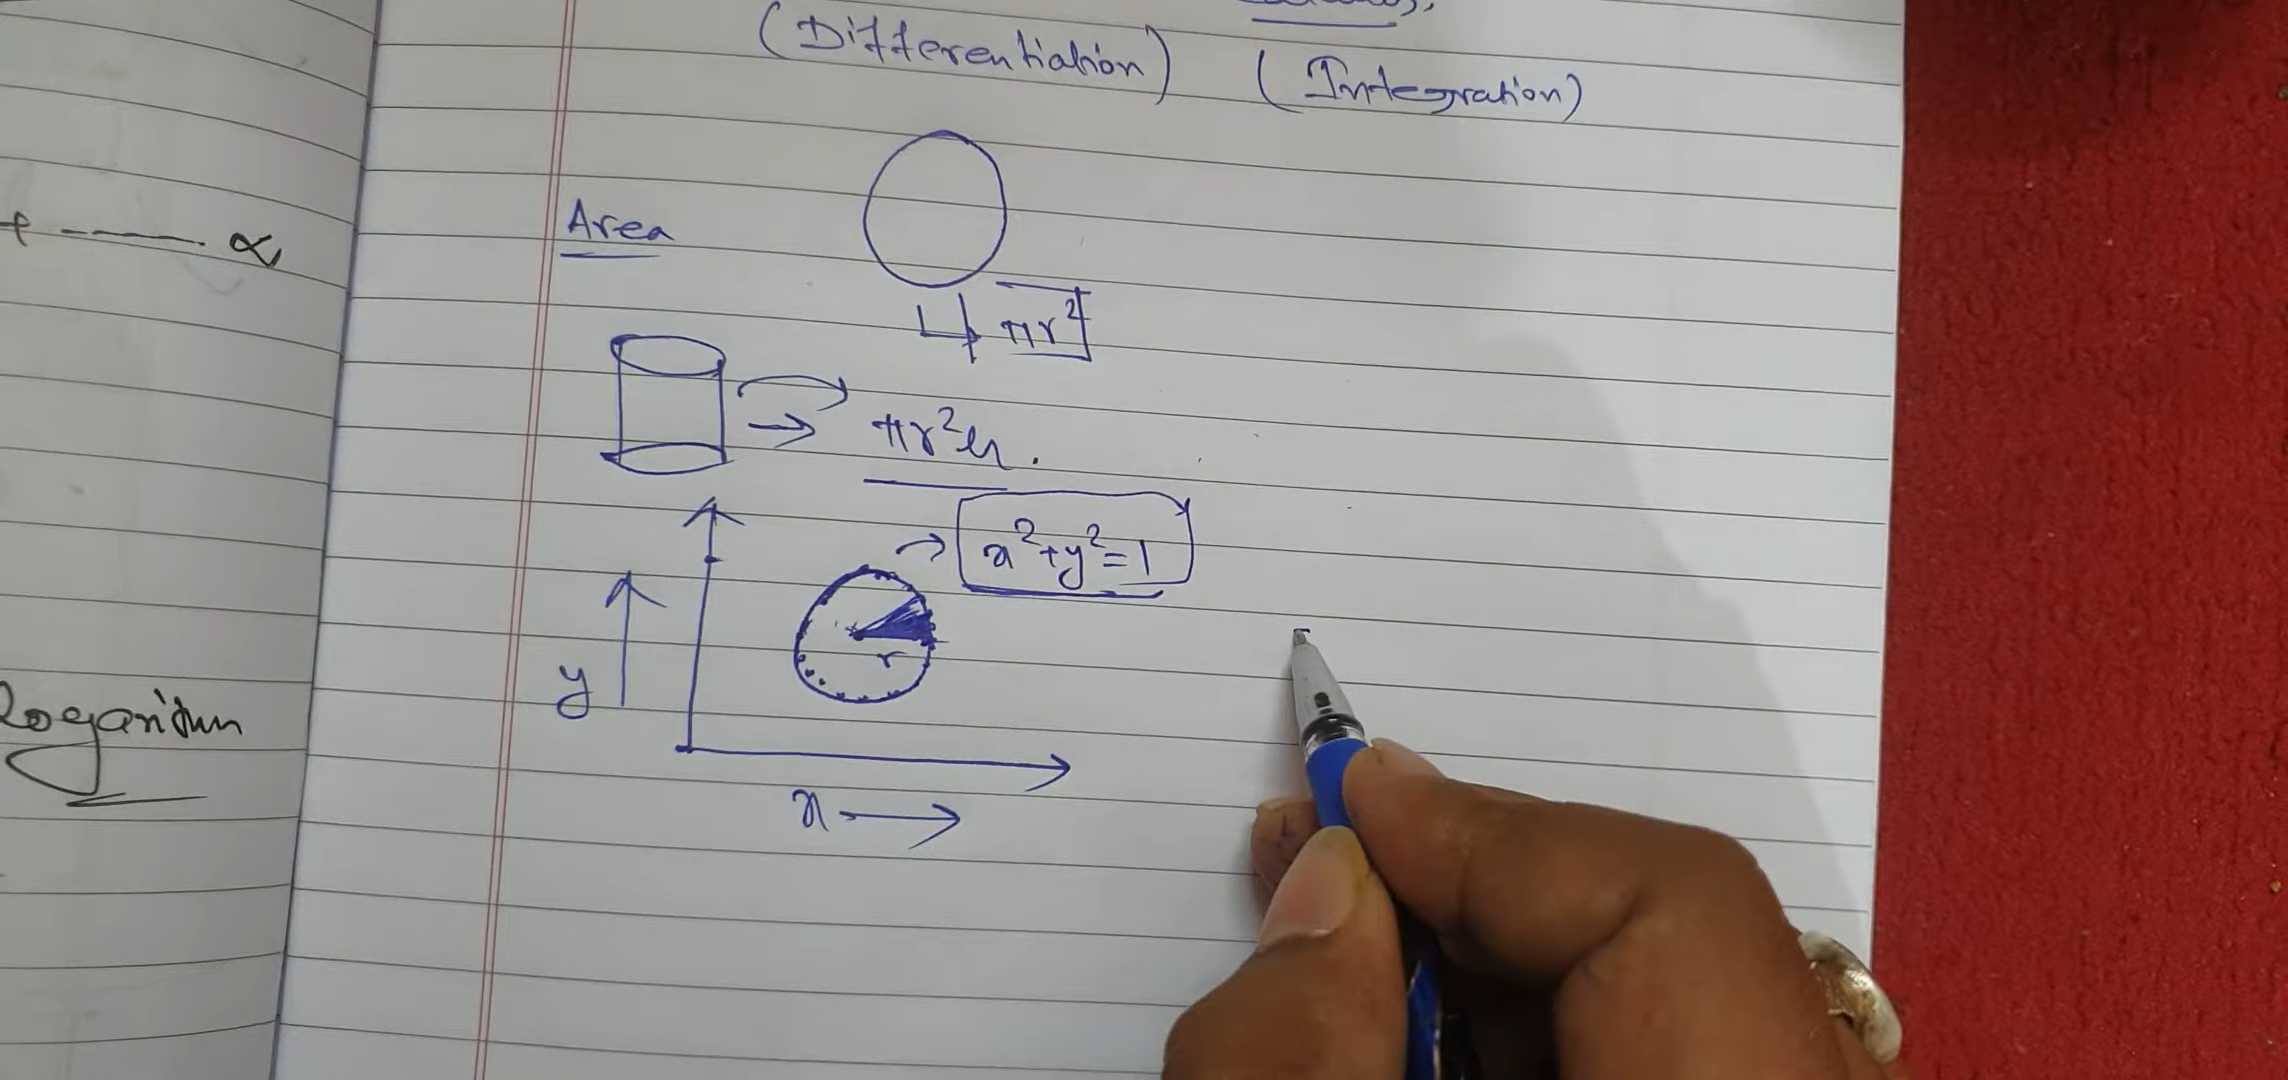 (Differentiation) (Integration)
Area
πr²
πr²h.
x²+y²=1
r
y
x
+ ------- ∝
Logarithm